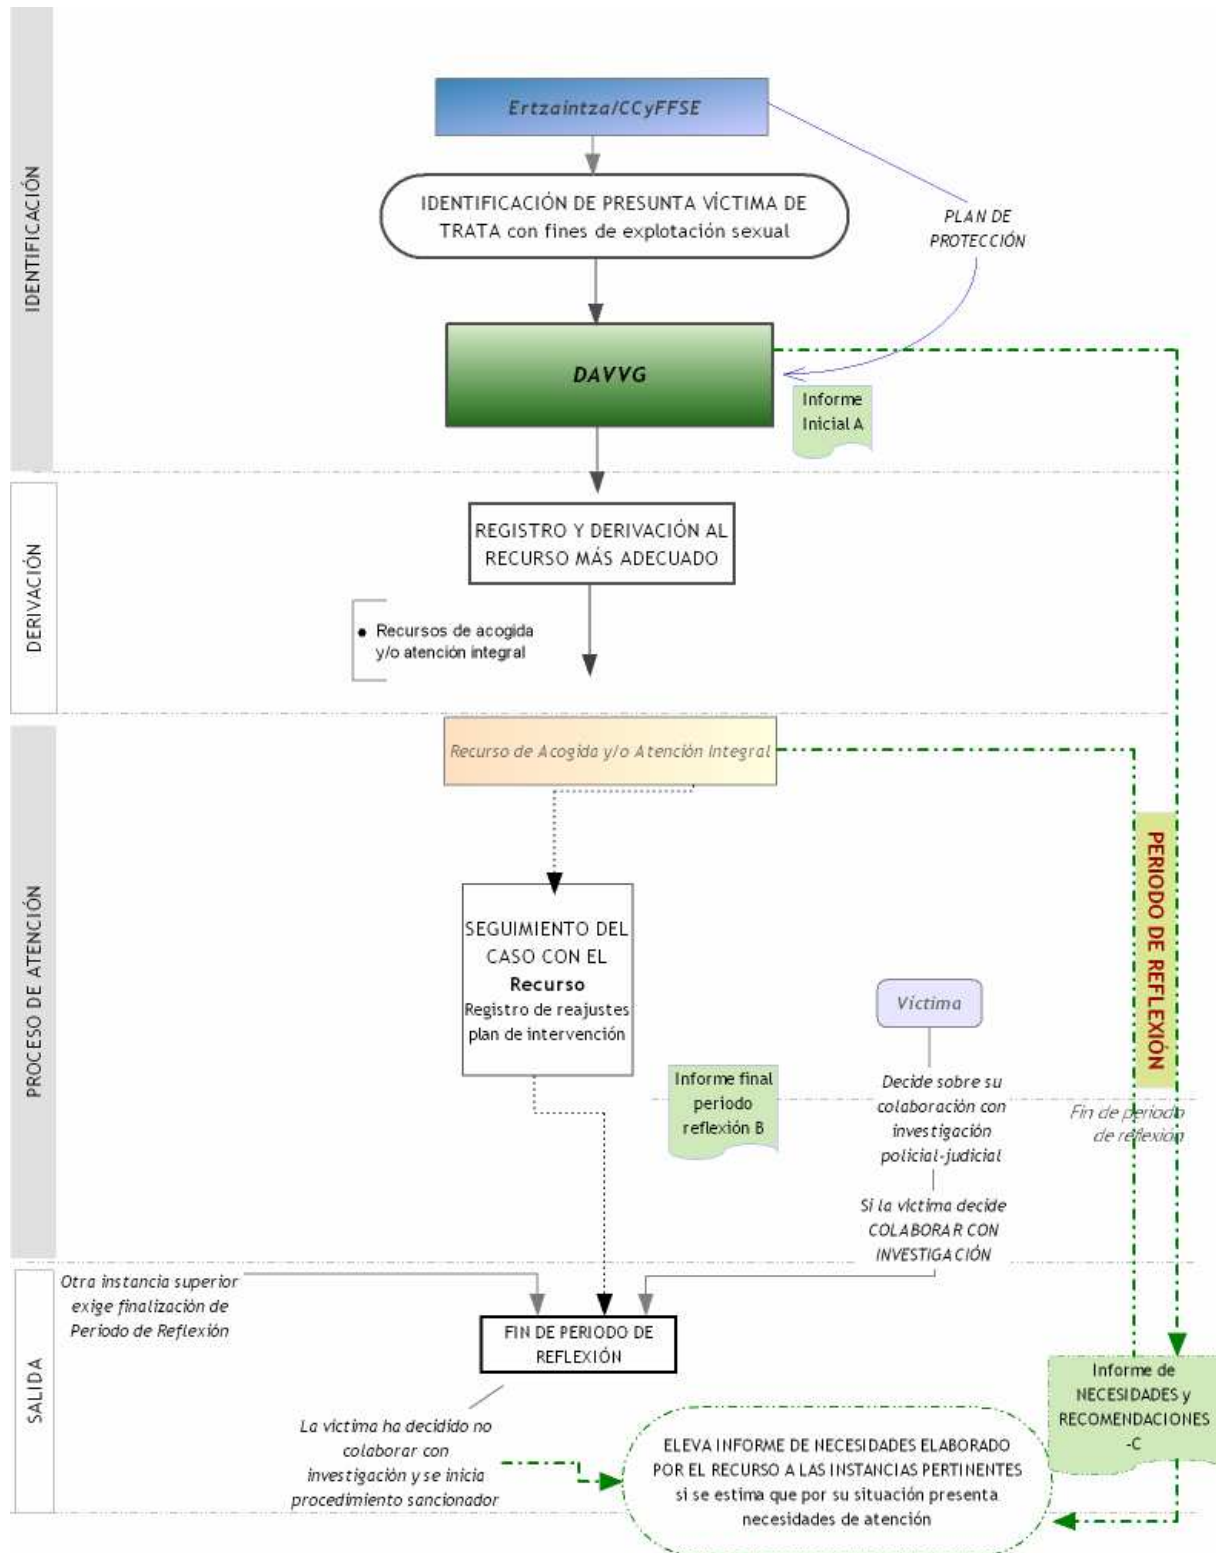 IDENTIFICACIÓN
Ertzaintza/CCyFFSE
IDENTIFICACIÓN DE PRESUNTA VÍCTIMA DE
TRATA con fines de explotación sexual
PLAN DE
PROTECCIÓN
DAVVG
Informe
Inicial A
DERIVACIÓN
REGISTRO Y DERIVACIÓN AL
RECURSO MÁS ADECUADO
• Recursos de acogida
y/o atención integral
PROCESO DE ATENCIÓN
Recurso de Acogida y/o Atención Integral
PERIODO DE REFLEXIÓN
SEGUIMIENTO DEL
CASO CON EL
Recurso
Registro de reajustes
plan de intervención
Víctima
Informe final
periodo
reflexión B
Decide sobre su
colaboración con
investigación
policial-judicial
Fin de periodo
de reflexión
Si la víctima decide
COLABORAR CON
INVESTIGACIÓN
SALIDA
Otra instancia superior
exige finalización de
Periodo de Reflexión
FIN DE PERIODO DE
REFLEXIÓN
Informe de
NECESIDADES y
RECOMENDACIONES
-C
La víctima ha decidido no
colaborar con
investigación y se inicia
procedimiento sancionador
ELEVA INFORME DE NECESIDADES ELABORADO
POR EL RECURSO A LAS INSTANCIAS PERTINENTES
si se estima que por su situación presenta
necesidades de atención